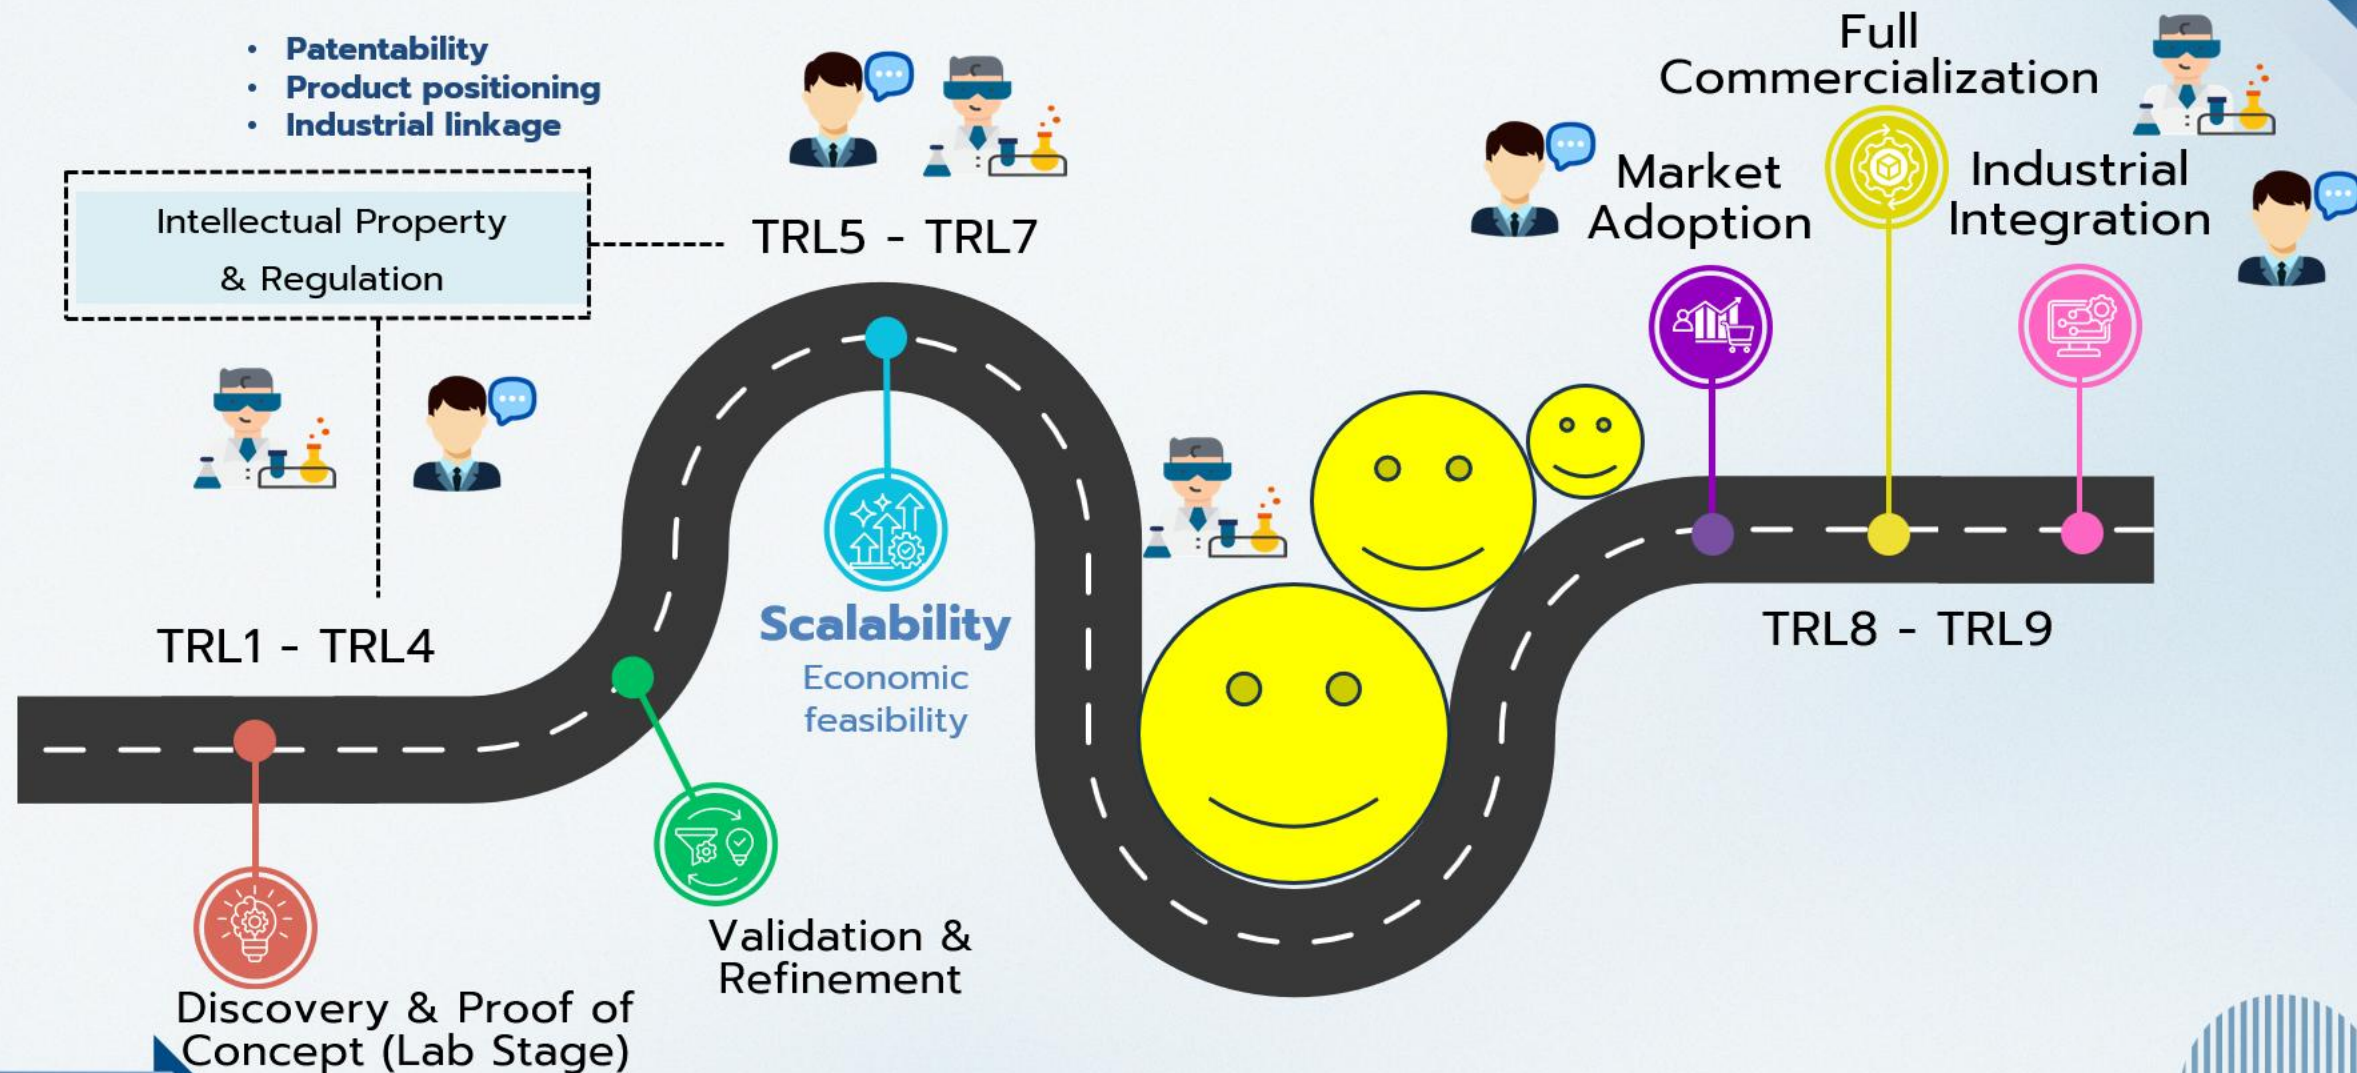 • Patentability
• Product positioning
• Industrial linkage
Intellectual Property
& Regulation
TRL1 - TRL4
Discovery & Proof of
Concept (Lab Stage)
Validation &
Refinement
TRL5 - TRL7
Scalability
Economic
feasibility
Market
Adoption
Full
Commercialization
Industrial
Integration
TRL8 - TRL9